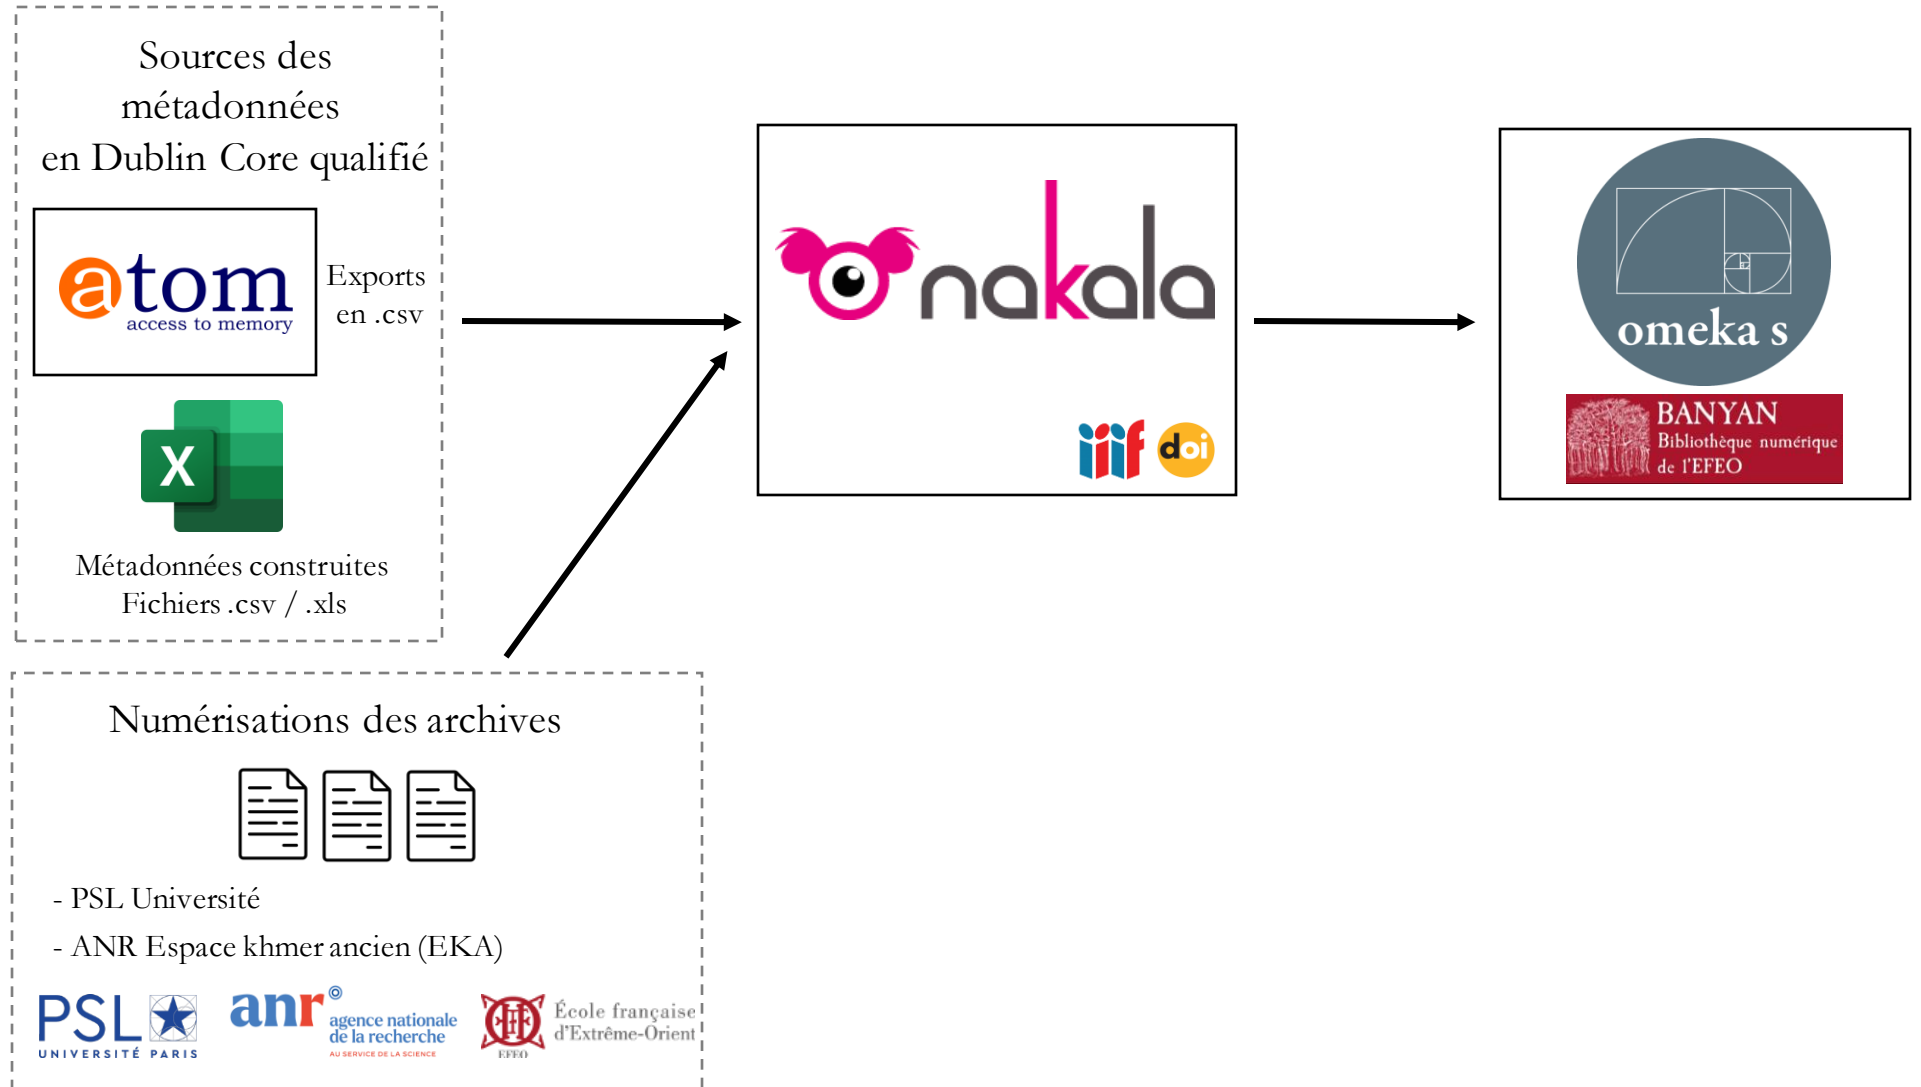 Sources des
métadonnées
en Dublin Core qualifié
atom
access to memory
Exports
en .csv
X
Métadonnées construites
Fichiers .csv / .xls
nakala
iiif doi
omeka s
BANYAN
Bibliothèque numérique
de l'EFEO
Numérisations des archives
- PSL Université
- ANR Espace khmer ancien (EKA)
PSL
UNIVERSITÉ PARIS
anr
agence nationale
de la recherche
AU SERVICE DE LA SCIENCE
EFEO
École française
d'Extrême-Orient